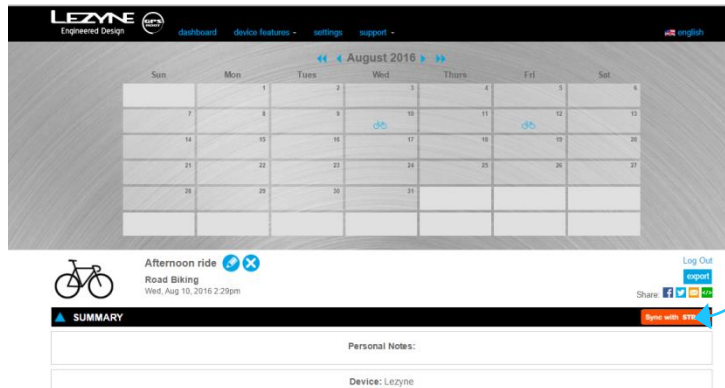 LEZYNE
Engineered Design
GPS ROOT
dashboard device features - settings support - english
August 2016
Sun Mon Tues Wed Thurs Fri Sat
1 2 3 4 5 6
7 8 9 10 11 12 13
14 15 16 17 18 19 20
21 22 23 24 25 26 27
28 29 30 31
Afternoon ride
Log Out
Road Biking
export
Wed, Aug 10, 2016 2:29pm
Share:
SUMMARY
Sync with STR
Personal Notes:
Device: Lezyne